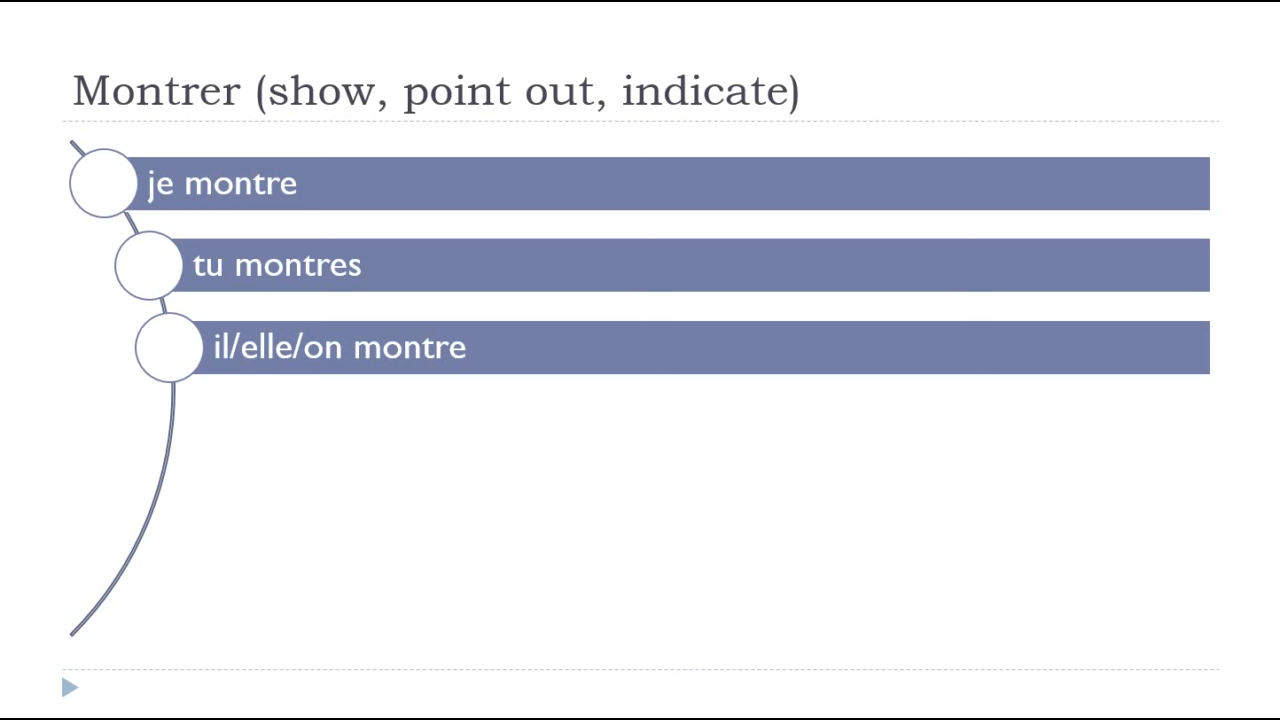 Montrer (show, point out, indicate)
je montre
tu montres
il/elle/on montre